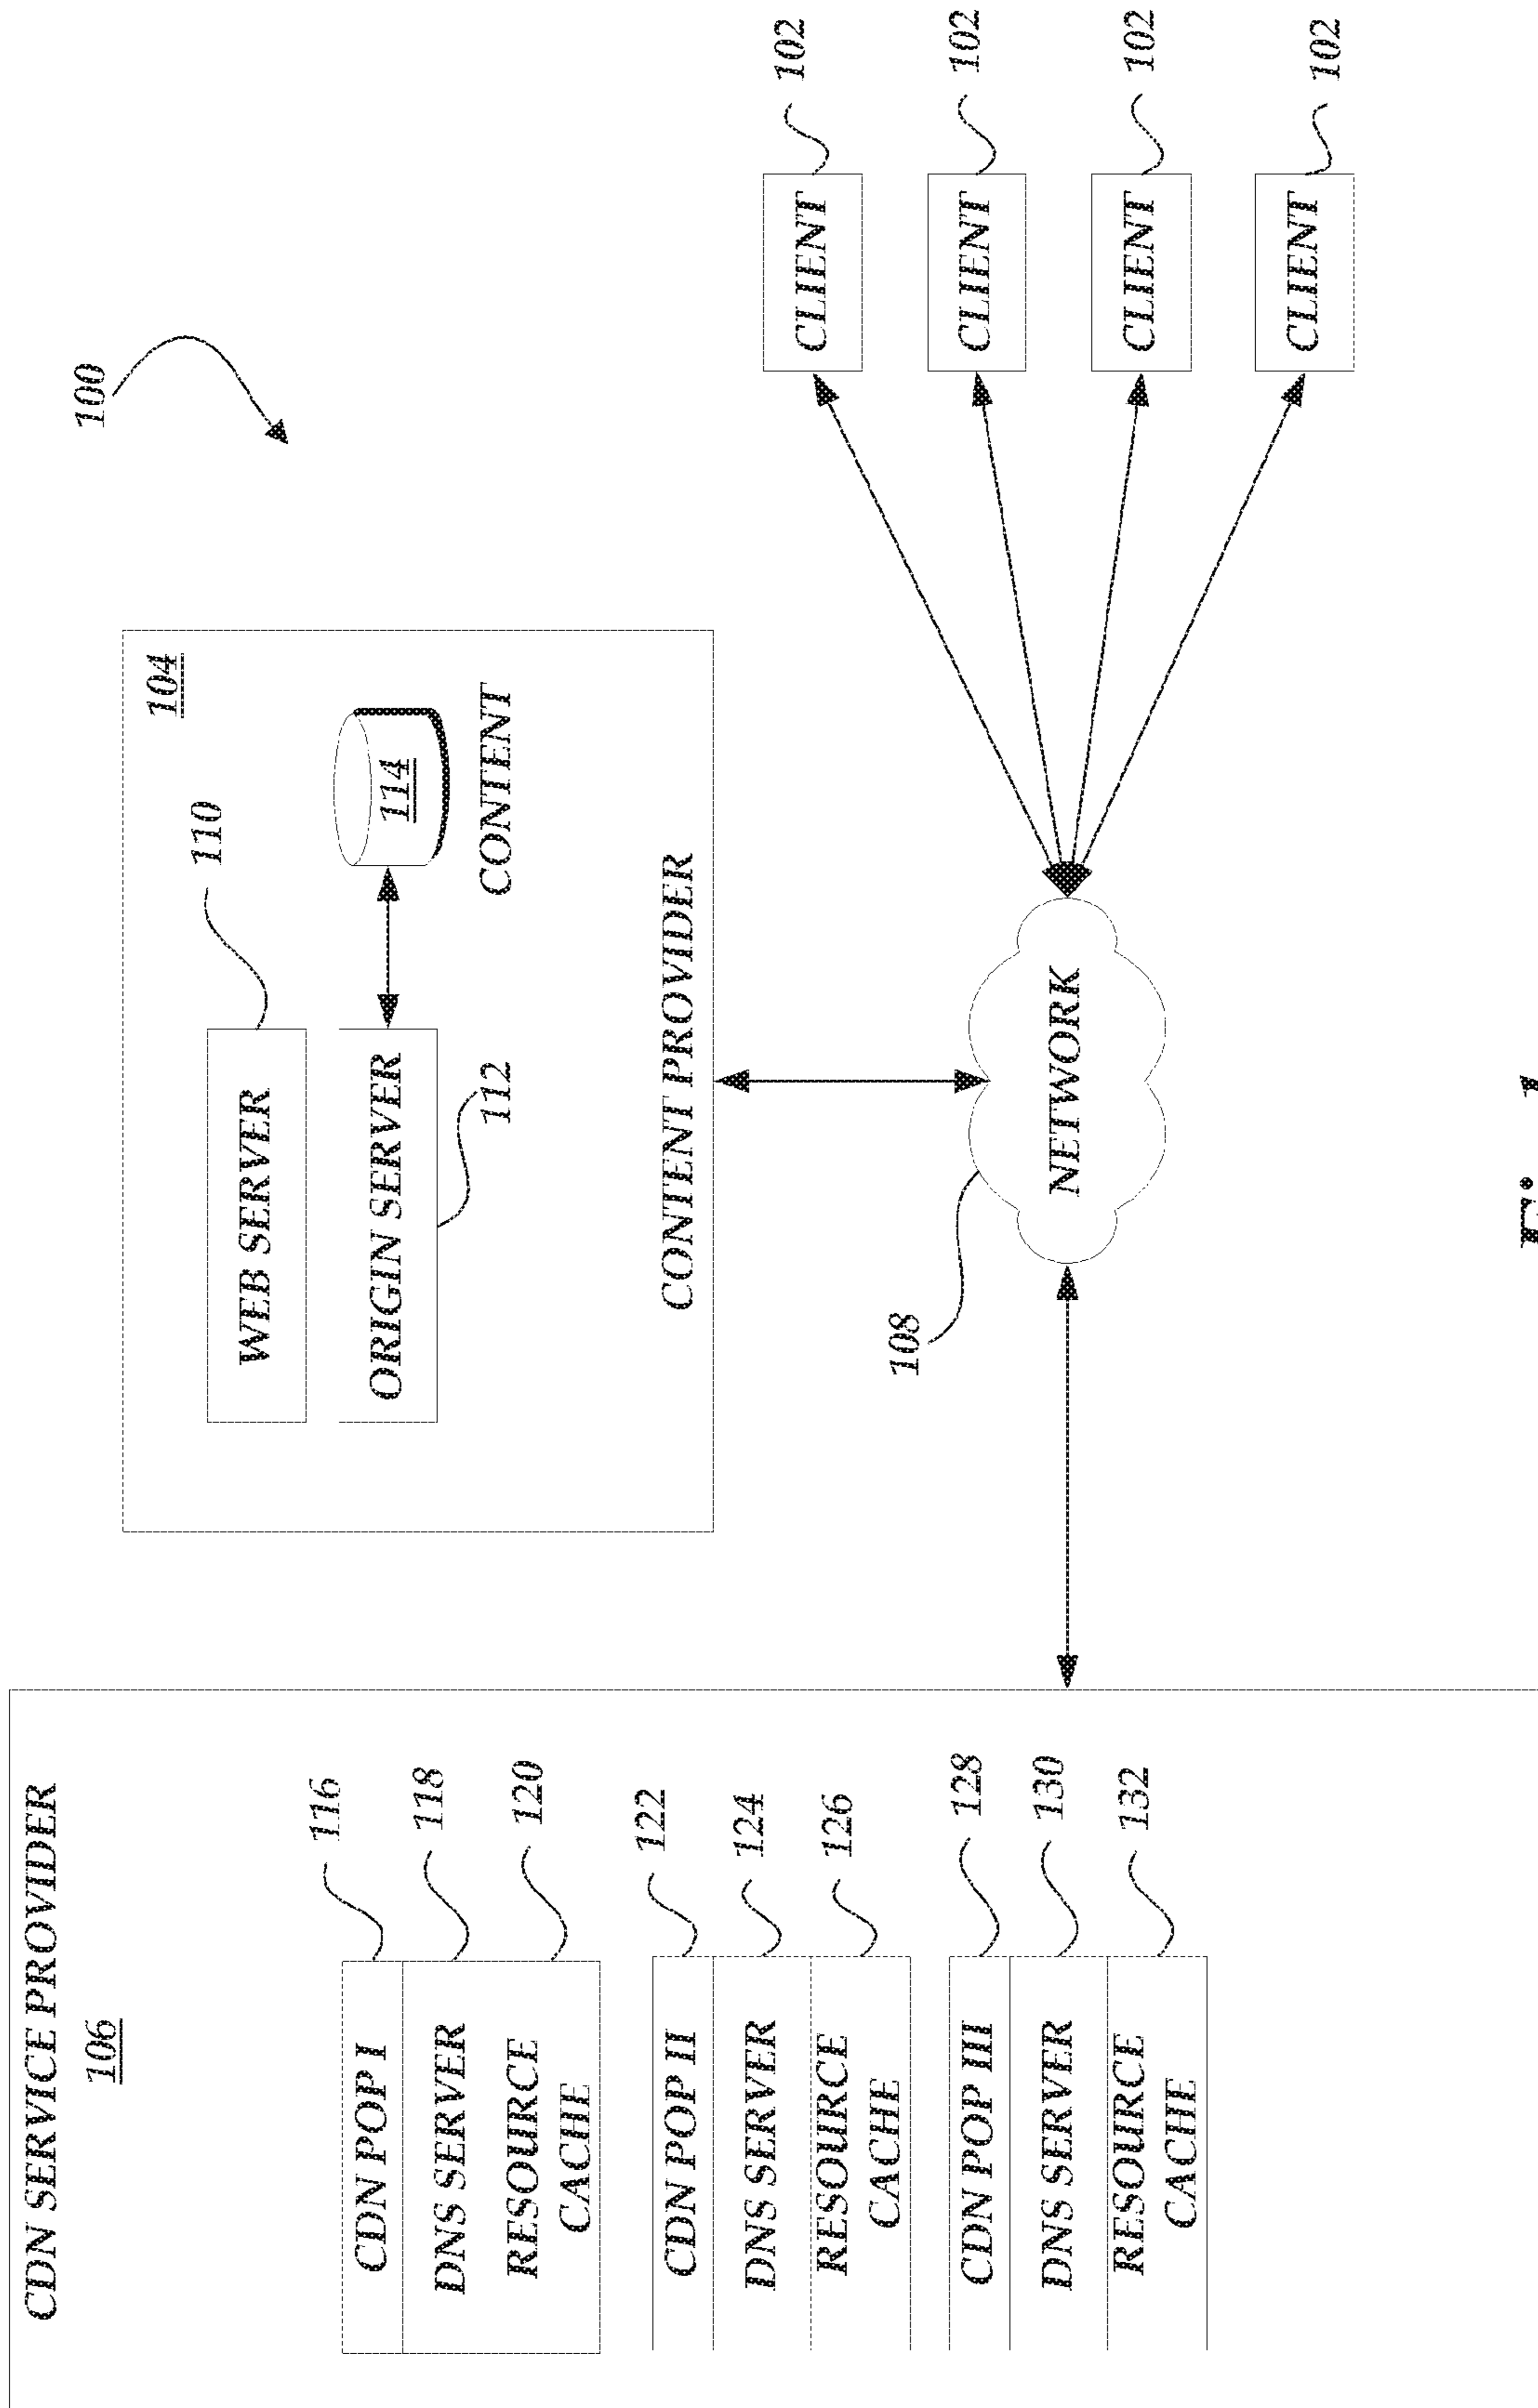 100
CDN SERVICE PROVIDER
106
CDN POP I
116
DNS SERVER
118
RESOURCE
CACHE
120
CDN POP II
122
DNS SERVER
124
RESOURCE
CACHE
126
CDN POP III
128
DNS SERVER
130
RESOURCE
CACHE
132
104
WEB SERVER
110
ORIGIN SERVER
112
114
CONTENT
CONTENT PROVIDER
108
NETWORK
CLIENT
102
CLIENT
102
CLIENT
102
CLIENT
102